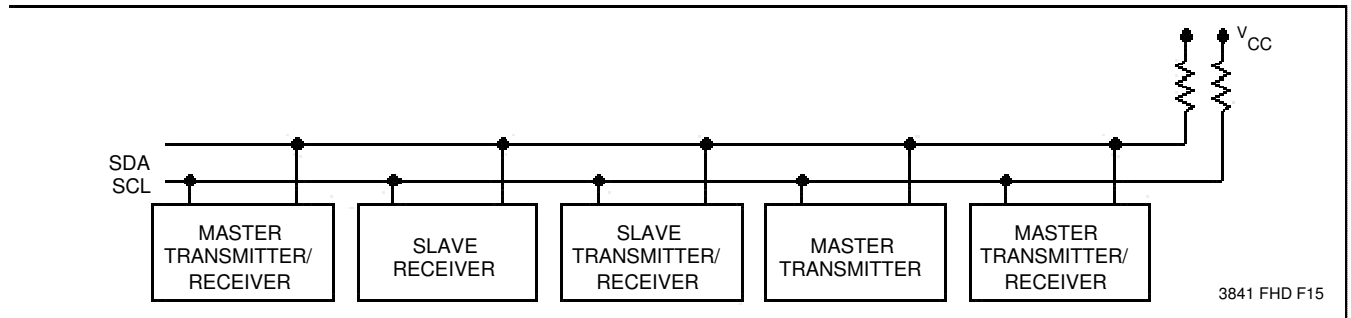 VCC
SDA
SCL
MASTER
TRANSMITTER/
RECEIVER
SLAVE
RECEIVER
SLAVE
TRANSMITTER/
RECEIVER
MASTER
TRANSMITTER
MASTER
TRANSMITTER/
RECEIVER
3841 FHD F15